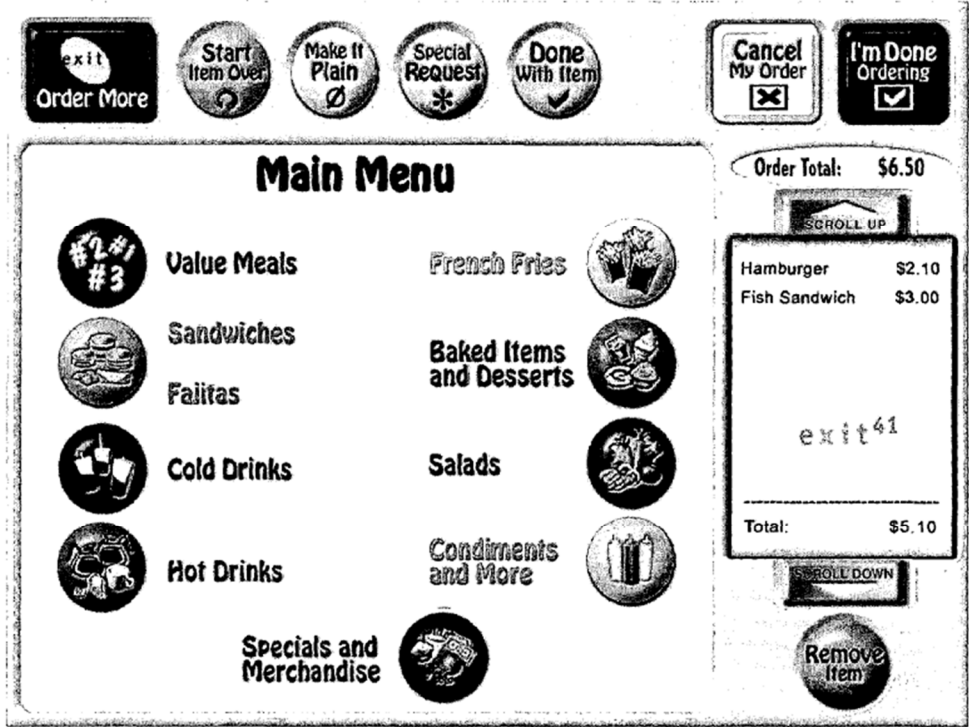 exit
Order More
Start
Item Over
Make It
Plain
Special
Request
Done
With Item
Cancel
My Order
I'm Done
Ordering
Main Menu
Order Total: $6.50
SCROLL UP
#2 #1
#3
Value Meals
French Fries
Hamburger $2.10
Fish Sandwich $3.00
Sandwiches
Fajitas
Baked Items
and Desserts
exit41
Cold Drinks
Salads
Total: $5.10
Hot Drinks
Condiments
and More
SCROLL DOWN
Specials and
Merchandise
Remove
Item